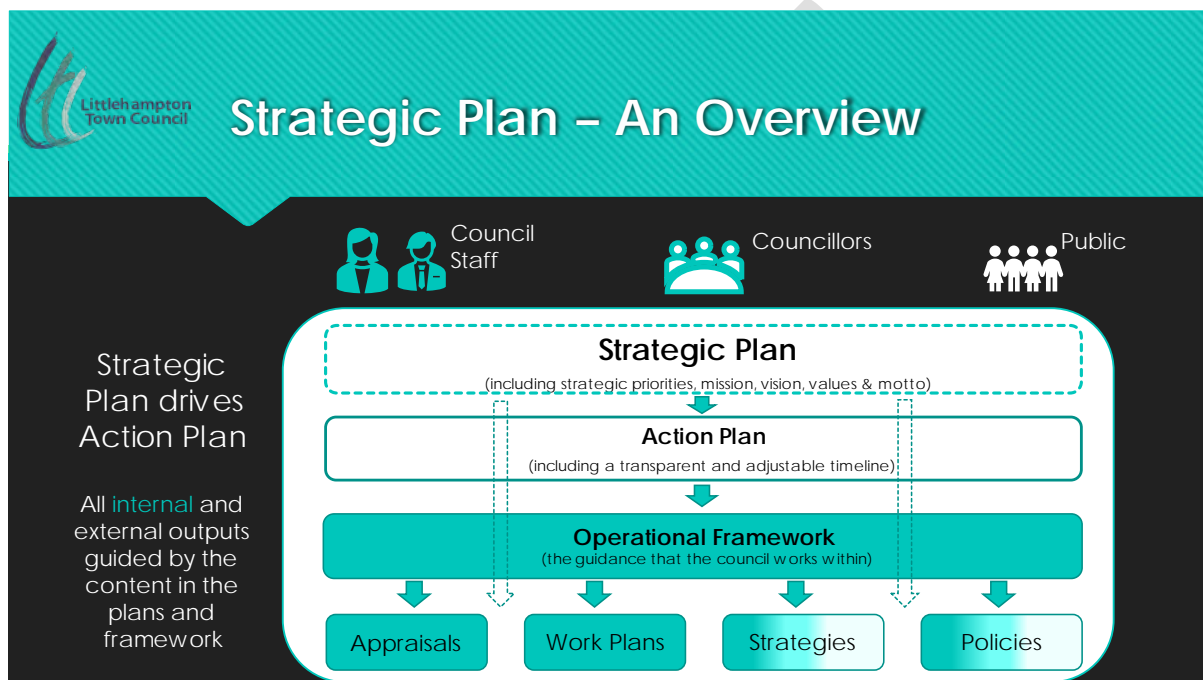 Littlehampton
Town Council
Strategic Plan – An Overview
Council
Staff
Councillors
Public
Strategic
Plan drives
Action Plan
All internal and
external outputs
guided by the
content in the
plans and
framework
Strategic Plan
(including strategic priorities, mission, vision, values & motto)
Action Plan
(including a transparent and adjustable timeline)
Operational Framework
(the guidance that the council works within)
Appraisals
Work Plans
Strategies
Policies